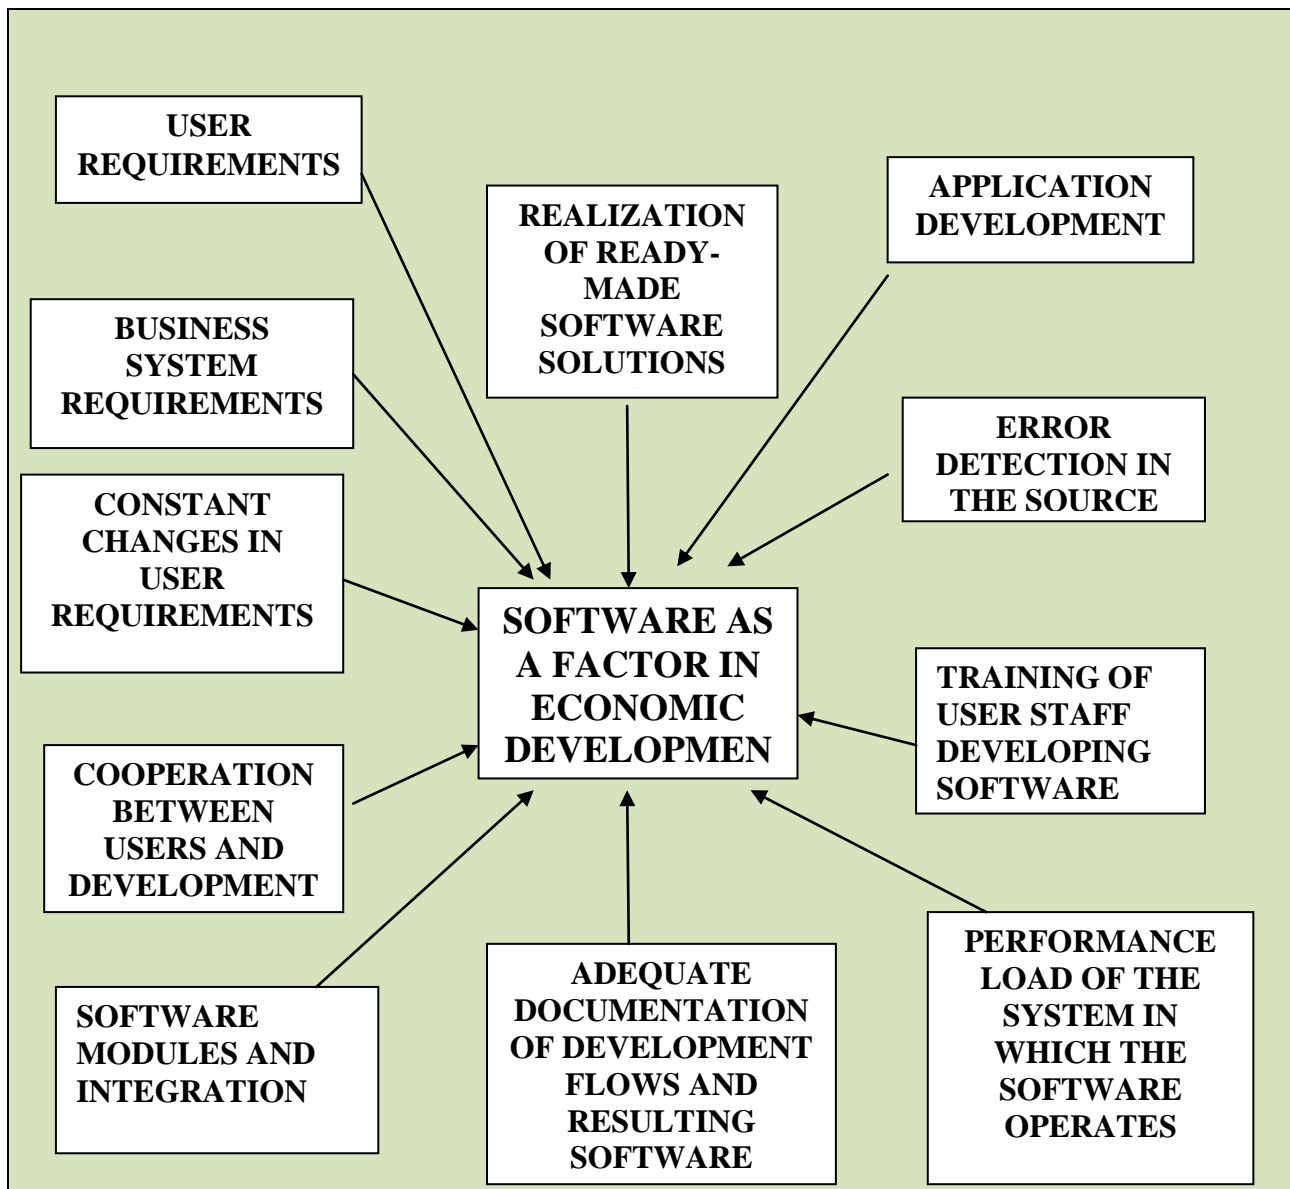 USER
REQUIREMENTS
REALIZATION
OF READY-
MADE
SOFTWARE
SOLUTIONS
APPLICATION
DEVELOPMENT
BUSINESS
SYSTEM
REQUIREMENTS
ERROR
DETECTION IN
THE SOURCE
CONSTANT
CHANGES IN
USER
REQUIREMENTS
SOFTWARE AS
A FACTOR IN
ECONOMIC
DEVELOPMEN
TRAINING OF
USER STAFF
DEVELOPING
SOFTWARE
COOPERATION
BETWEEN
USERS AND
DEVELOPMENT
SOFTWARE
MODULES AND
INTEGRATION
ADEQUATE
DOCUMENTATION
OF DEVELOPMENT
FLOWS AND
RESULTING
SOFTWARE
PERFORMANCE
LOAD OF THE
SYSTEM IN
WHICH THE
SOFTWARE
OPERATES